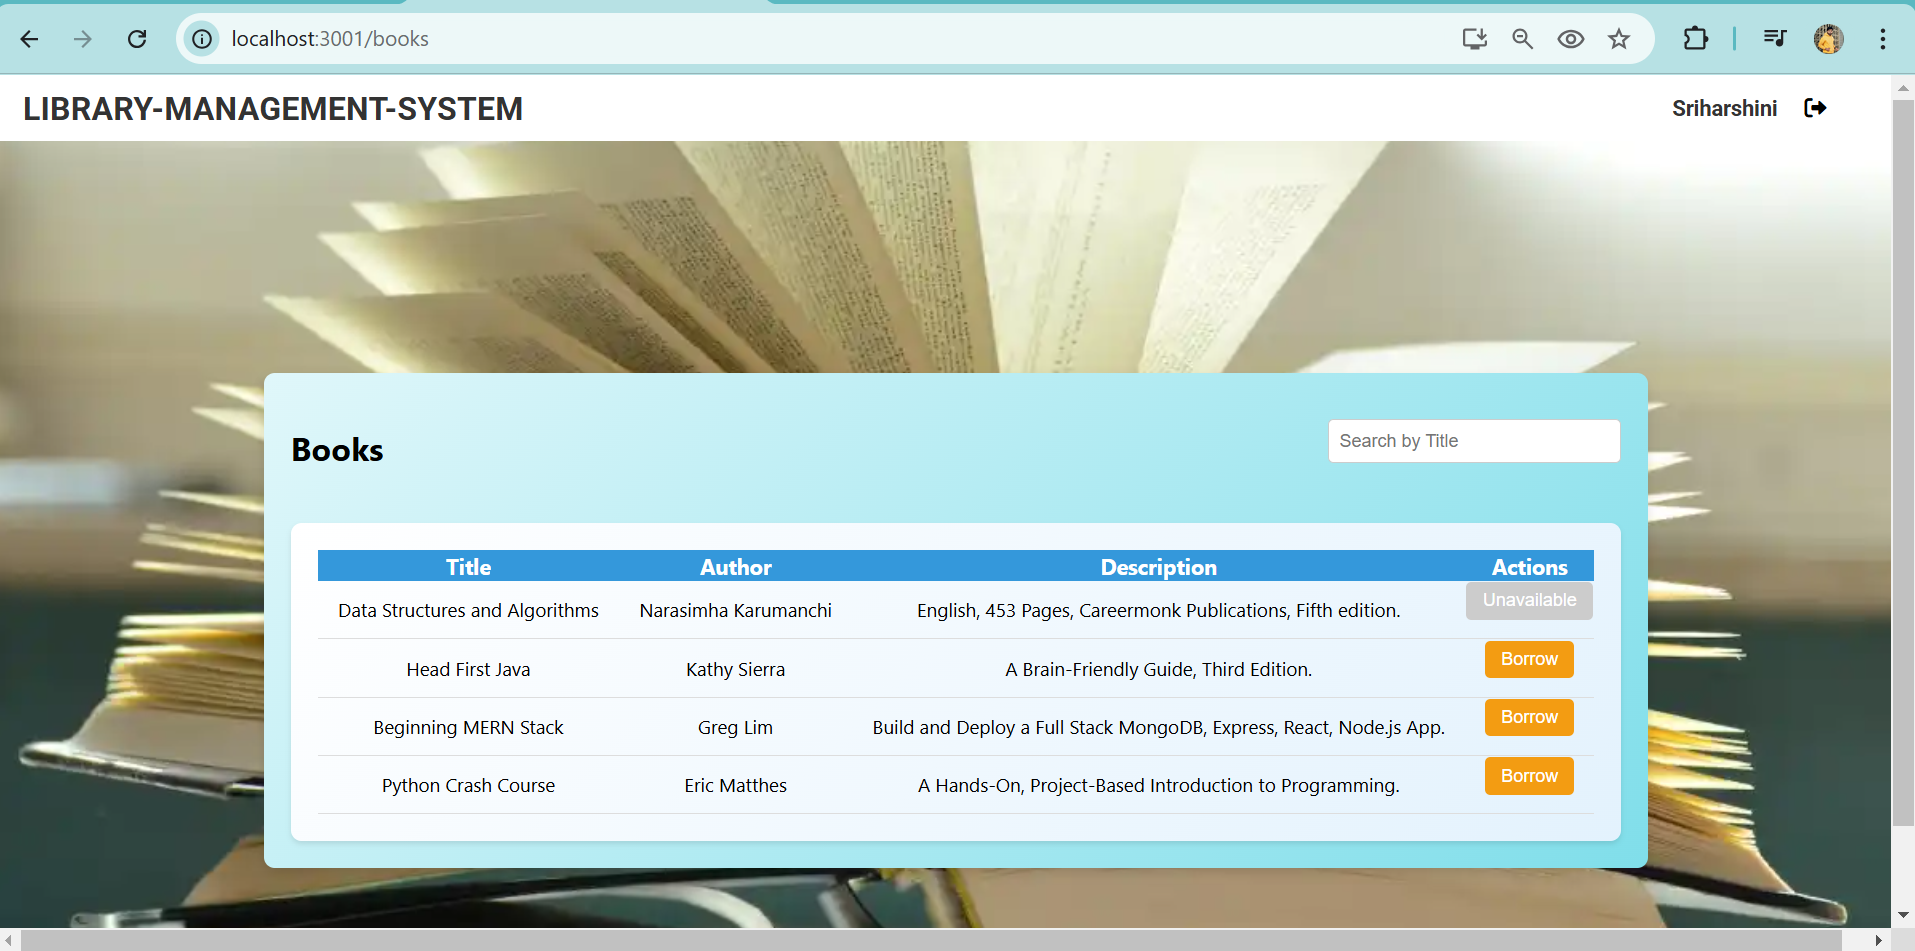 localhost:3001/books
LIBRARY-MANAGEMENT-SYSTEM
Sriharshini
Books
Search by Title
Title Author Description Actions
Data Structures and Algorithms Narasimha Karumanchi English, 453 Pages, Careermonk Publications, Fifth edition. Unavailable
Head First Java Kathy Sierra A Brain-Friendly Guide, Third Edition. Borrow
Beginning MERN Stack Greg Lim Build and Deploy a Full Stack MongoDB, Express, React, Node.js App. Borrow
Python Crash Course Eric Matthes A Hands-On, Project-Based Introduction to Programming. Borrow